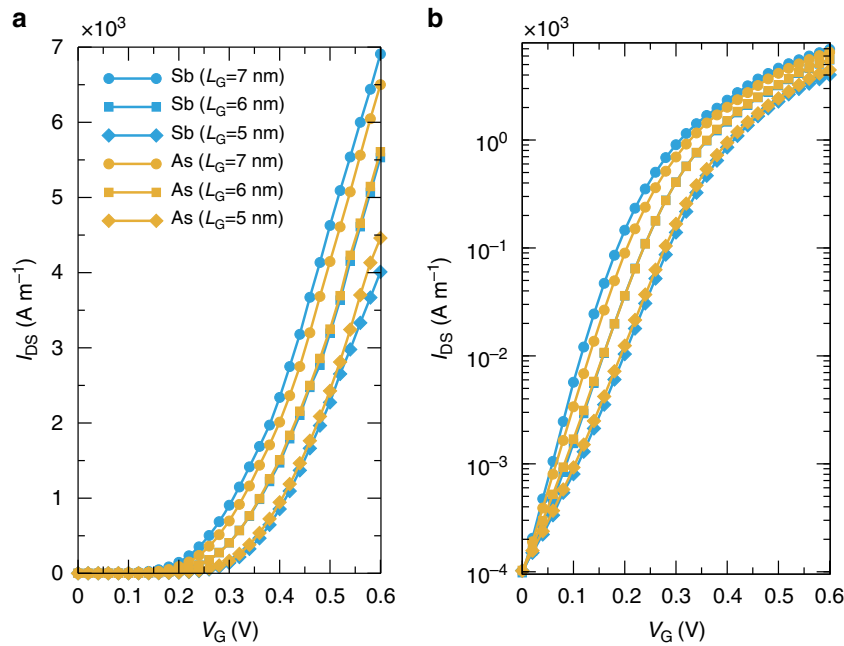 a
×10³
7
6
5
4
3
2
1
0
I_DS (A m⁻¹)
Sb (L_G=7 nm)
Sb (L_G=6 nm)
Sb (L_G=5 nm)
As (L_G=7 nm)
As (L_G=6 nm)
As (L_G=5 nm)
0 0.1 0.2 0.3 0.4 0.5 0.6
V_G (V)
b
10⁰
10⁻¹
10⁻²
10⁻³
10⁻⁴
I_DS (A m⁻¹)
0 0.1 0.2 0.3 0.4 0.5 0.6
V_G (V)
×10³